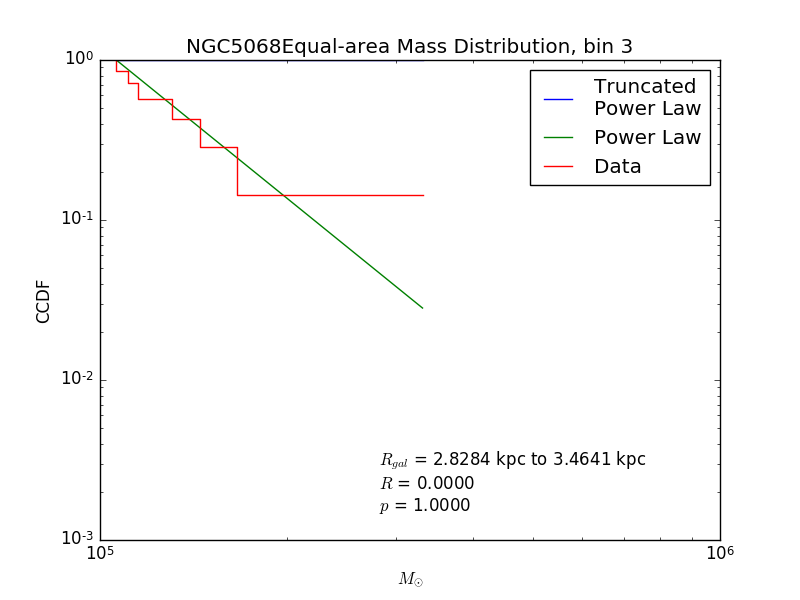 NGC5068Equal-area Mass Distribution, bin 3
10⁰
10⁻¹
10⁻²
10⁻³
CCDF
Truncated
Power Law
Power Law
Data
R_gal = 2.8284 kpc to 3.4641 kpc
R = 0.0000
p = 1.0000
10⁵
10⁶
M_⊙